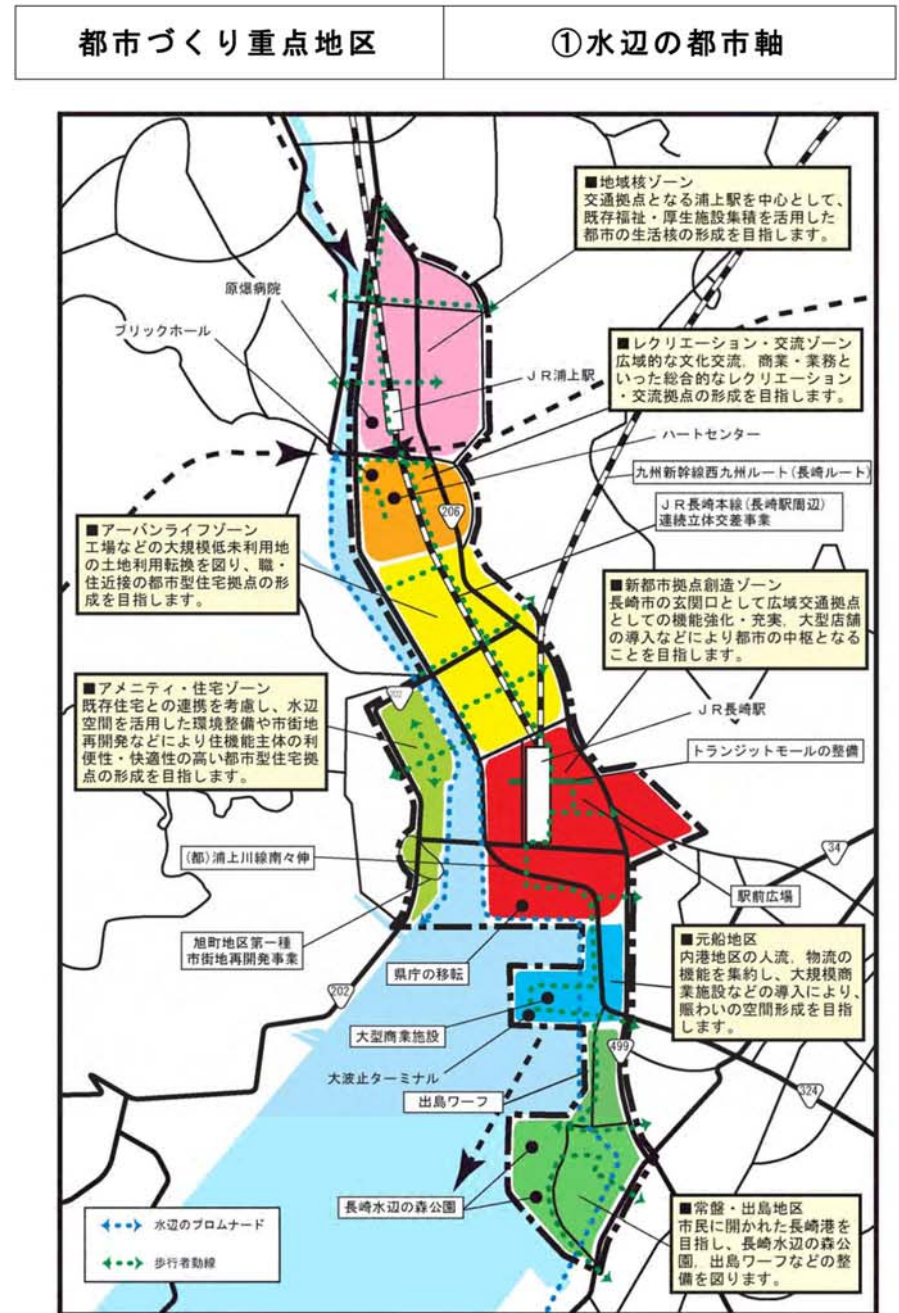 都市づくり重点地区
①水辺の都市軸
■地域核ゾーン
交通拠点となる浦上駅を中心として、
既存福祉・厚生施設集積を活用した
都市の生活核の形成を目指します。
原爆病院
ブリックホール
JR浦上駅
■レクリエーション・交流ゾーン
広域的な文化交流、商業・業務と
いった総合的なレクリエーション
・交流拠点の形成を目指します。
ハートセンター
九州新幹線西九州ルート(長崎ルート)
206
JR長崎本線(長崎駅周辺)
連続立体交差事業
■アーバンライフゾーン
工場などの大規模低未利用地
の土地利用転換を図り、職・
住近接の都市型住宅拠点の形
成を目指します。
■新都市拠点創造ゾーン
長崎市の玄関口として広域交通拠点
としての機能強化・充実、大型店舗
の導入などにより都市の中枢となる
ことを目指します。
■アメニティ・住宅ゾーン
既存住宅との連携を考慮し、水辺
空間を活用した環境整備や市街地
再開発などにより住機能主体の利
便性・快適性の高い都市型住宅拠
点の形成を目指します。
202
JR長崎駅
トランジットモールの整備
(都)浦上川線南々伸
34
駅前広場
旭町地区第一種
市街地再開発事業
県庁の移転
202
■元船地区
内港地区の人流、物流の
機能を集約し、大規模商
業施設などの導入により、
賑わいの空間形成を目指
します。
大型商業施設
大波止ターミナル
499
出島ワーフ
324
長崎水辺の森公園
■常盤・出島地区
市民に開かれた長崎港を
目指し、長崎水辺の森公
園、出島ワーフなどの整
備を図ります。
水辺のプロムナード
歩行者動線